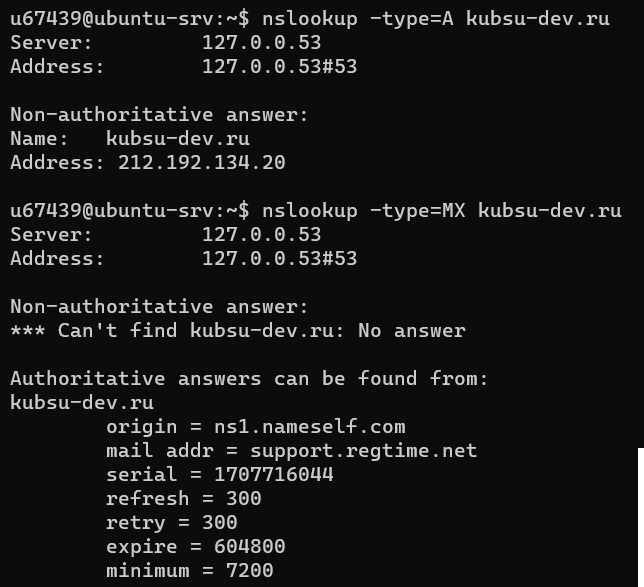 u67439@ubuntu-srv:~$ nslookup -type=A kubsu-dev.ru
Server:         127.0.0.53
Address:        127.0.0.53#53

Non-authoritative answer:
Name:   kubsu-dev.ru
Address: 212.192.134.20

u67439@ubuntu-srv:~$ nslookup -type=MX kubsu-dev.ru
Server:         127.0.0.53
Address:        127.0.0.53#53

Non-authoritative answer:
*** Can't find kubsu-dev.ru: No answer

Authoritative answers can be found from:
kubsu-dev.ru
        origin = ns1.nameself.com
        mail addr = support.regtime.net
        serial = 1707716044
        refresh = 300
        retry = 300
        expire = 604800
        minimum = 7200